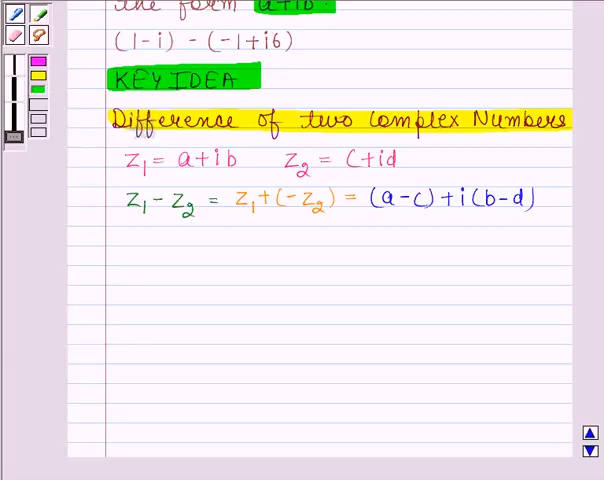 the form a+ib.
(1-i) - (-1+i6)
KEY IDEA
Difference of two Complex Numbers
z₁ = a+ib z₂ = c+id
z₁ - z₂ = z₁+(-z₂) = (a-c)+i(b-d)